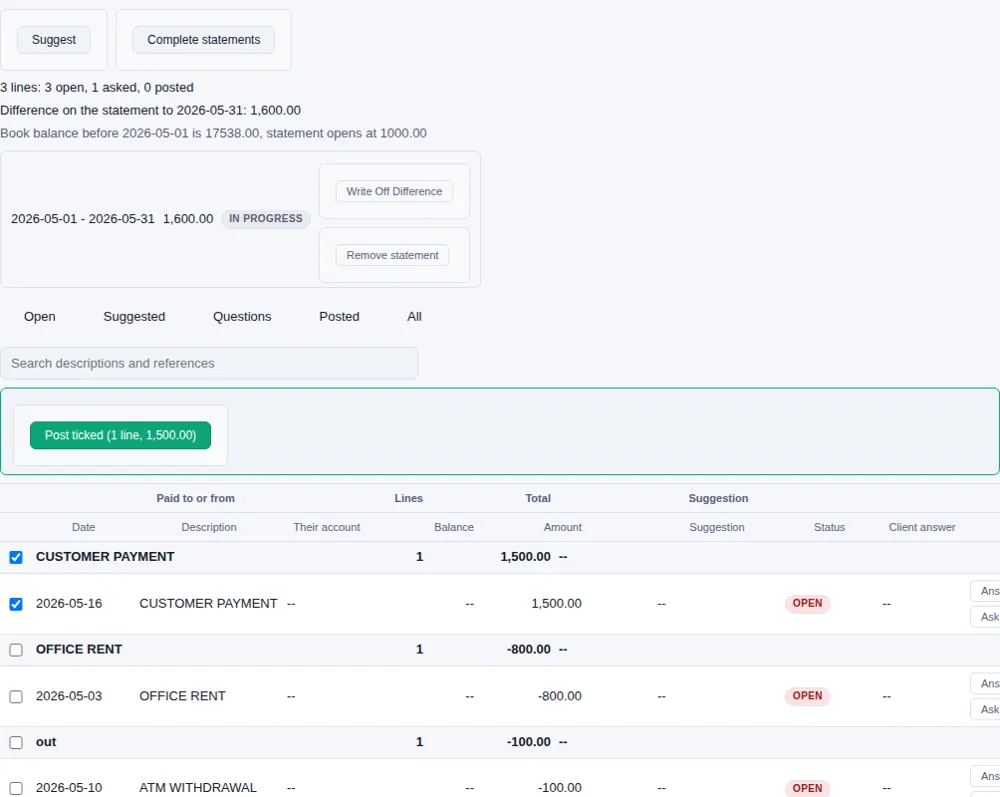 Suggest
Complete statements
3 lines: 3 open, 1 asked, 0 posted
Difference on the statement to 2026-05-31: 1,600.00
Book balance before 2026-05-01 is 17538.00, statement opens at 1000.00
2026-05-01 - 2026-05-31 1,600.00 IN PROGRESS
Write Off Difference
Remove statement
Open Suggested Questions Posted All
Search descriptions and references
Post ticked (1 line, 1,500.00)
Paid to or from Lines Total Suggestion
Date Description Their account Balance Amount Suggestion Status Client answer
CUSTOMER PAYMENT 1 1,500.00 --
2026-05-16 CUSTOMER PAYMENT -- -- 1,500.00 -- OPEN -- Ans
Ask
OFFICE RENT 1 -800.00 --
2026-05-03 OFFICE RENT -- -- -800.00 -- OPEN -- Ans
Ask
out 1 -100.00 --
2026-05-10 ATM WITHDRAWAL -- -- -100.00 -- OPEN -- Ans